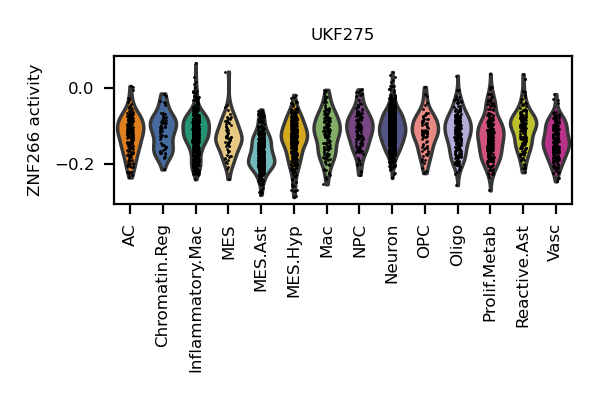 UKF275
ZNF266 activity
0.0
−0.2
AC
Chromatin.Reg
Inflammatory.Mac
MES
MES.Ast
MES.Hyp
Mac
NPC
Neuron
OPC
Oligo
Prolif.Metab
Reactive.Ast
Vasc